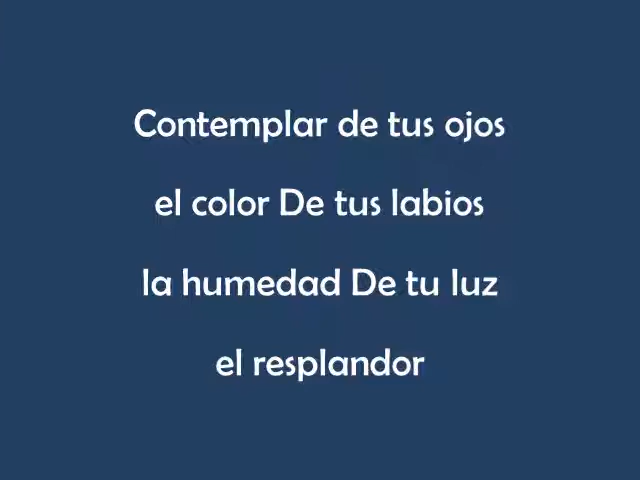 Contemplar de tus ojos
el color De tus labios
la humedad De tu luz
el resplandor